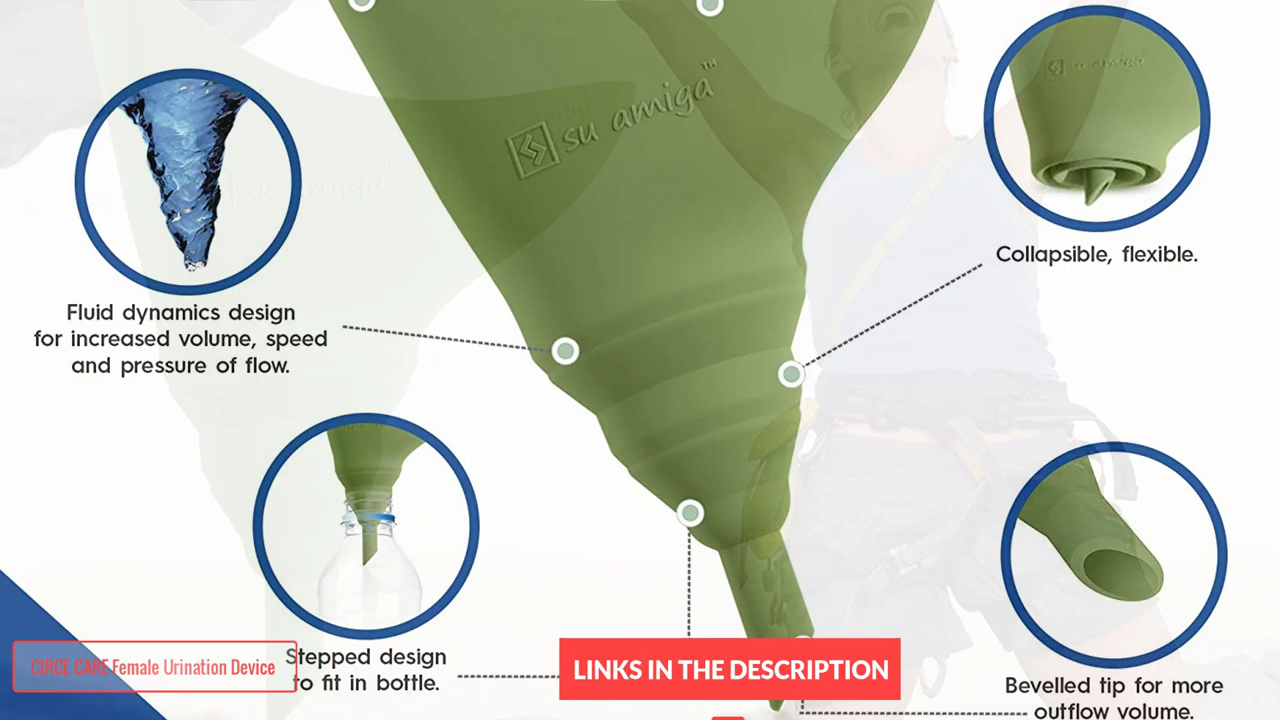 su amiga™
su amiga
su amiga
Fluid dynamics design
for increased volume, speed
and pressure of flow.
Collapsible, flexible.
Stepped design
to fit in bottle.
Bevelled tip for more
outflow volume.
CIRCE CARE Female Urination Device
LINKS IN THE DESCRIPTION